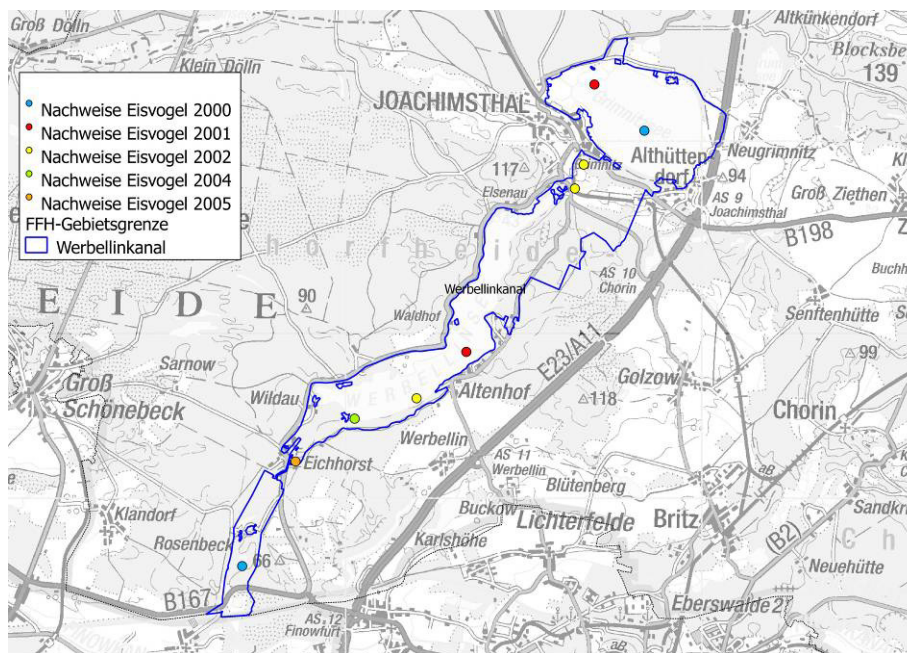 Groß Dölln
Altkünkendorf
Klein Dölln
Blocksbe
139
Nachweise Eisvogel 2000
Nachweise Eisvogel 2001
Nachweise Eisvogel 2002
Nachweise Eisvogel 2004
Nachweise Eisvogel 2005
FFH-Gebietsgrenze
Werbellinkanal
JOACHIMSTHAL
Grimnitzsee
117
Althütten
dorf
Neugrimnitz
94
Elsenau
Groß Ziethen
AS 9
Joachimsthal
B198
Z
Buchh
h o r f h e i d e -
AS 10
Chorin
E I D E
90
Werbellinkanal
Waldhof
Senftenhütte
E23/A11
Sarnow
99
Groß
Schönebeck
Wildau
WERBELLINSEE
Altenhof
118
Golzow
Chorin
Werbellin
Eichhorst
AS 11
Werbellin
aB
Blütenberg
Buckow
Sandkr
Klandorf
Lichterfelde
Britz
(B2)
Rosenbeck
Karlshöhe
C h
66
Neuehütte
B167
AS 12
Finowfurt
Eberswalde
2
aB